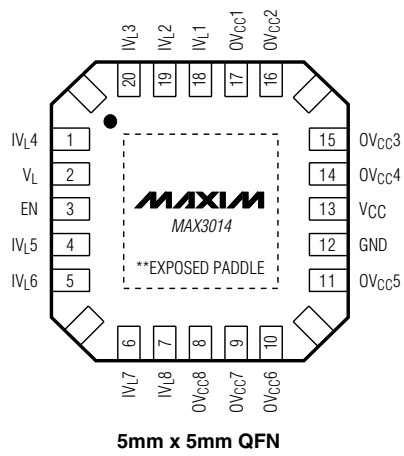 IVL3 IVL2 IVL1 OVCC1 OVCC2
20 19 18 17 16
IVL4 1 15 OVCC3
VL 2 14 OVCC4
EN 3 13 VCC
IVL5 4 12 GND
IVL6 5 11 OVCC5
MAXIM
MAX3014
**EXPOSED PADDLE
6 7 8 9 10
IVL7 IVL8 OVCC8 OVCC7 OVCC6
5mm x 5mm QFN